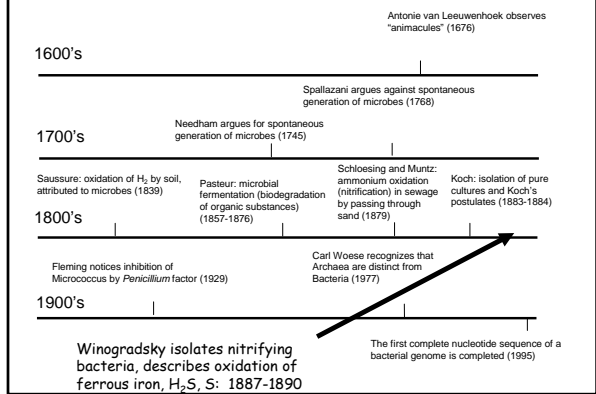 Antonie van Leeuwenhoek observes
“animacules” (1676)
1600's
Spallazani argues against spontaneous
generation of microbes (1768)
Needham argues for spontaneous
generation of microbes (1745)
1700's
Saussure: oxidation of H₂ by soil,
attributed to microbes (1839)
Pasteur: microbial
fermentation (biodegradation
of organic substances)
(1857-1876)
Schloesing and Muntz:
ammonium oxidation
(nitrification) in sewage
by passing through
sand (1879)
Koch: isolation of pure
cultures and Koch's
postulates (1883-1884)
1800's
Fleming notices inhibition of
Micrococcus by Penicillium factor (1929)
Carl Woese recognizes that
Archaea are distinct from
Bacteria (1977)
1900's
Winogradsky isolates nitrifying
bacteria, describes oxidation of
ferrous iron, H₂S, S: 1887-1890
The first complete nucleotide sequence of a
bacterial genome is completed (1995)